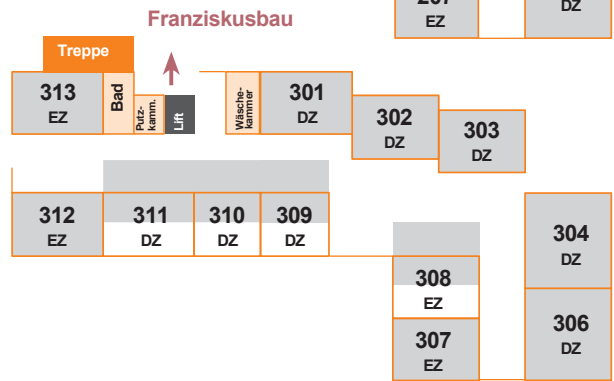 Franziskusbau
EZ
DZ
Treppe
313
EZ
Bad
Putz-
kamm.
Lift
Wäsche-
kammer
301
DZ
302
DZ
303
DZ
312
EZ
311
DZ
310
DZ
309
DZ
304
DZ
308
EZ
306
DZ
307
EZ